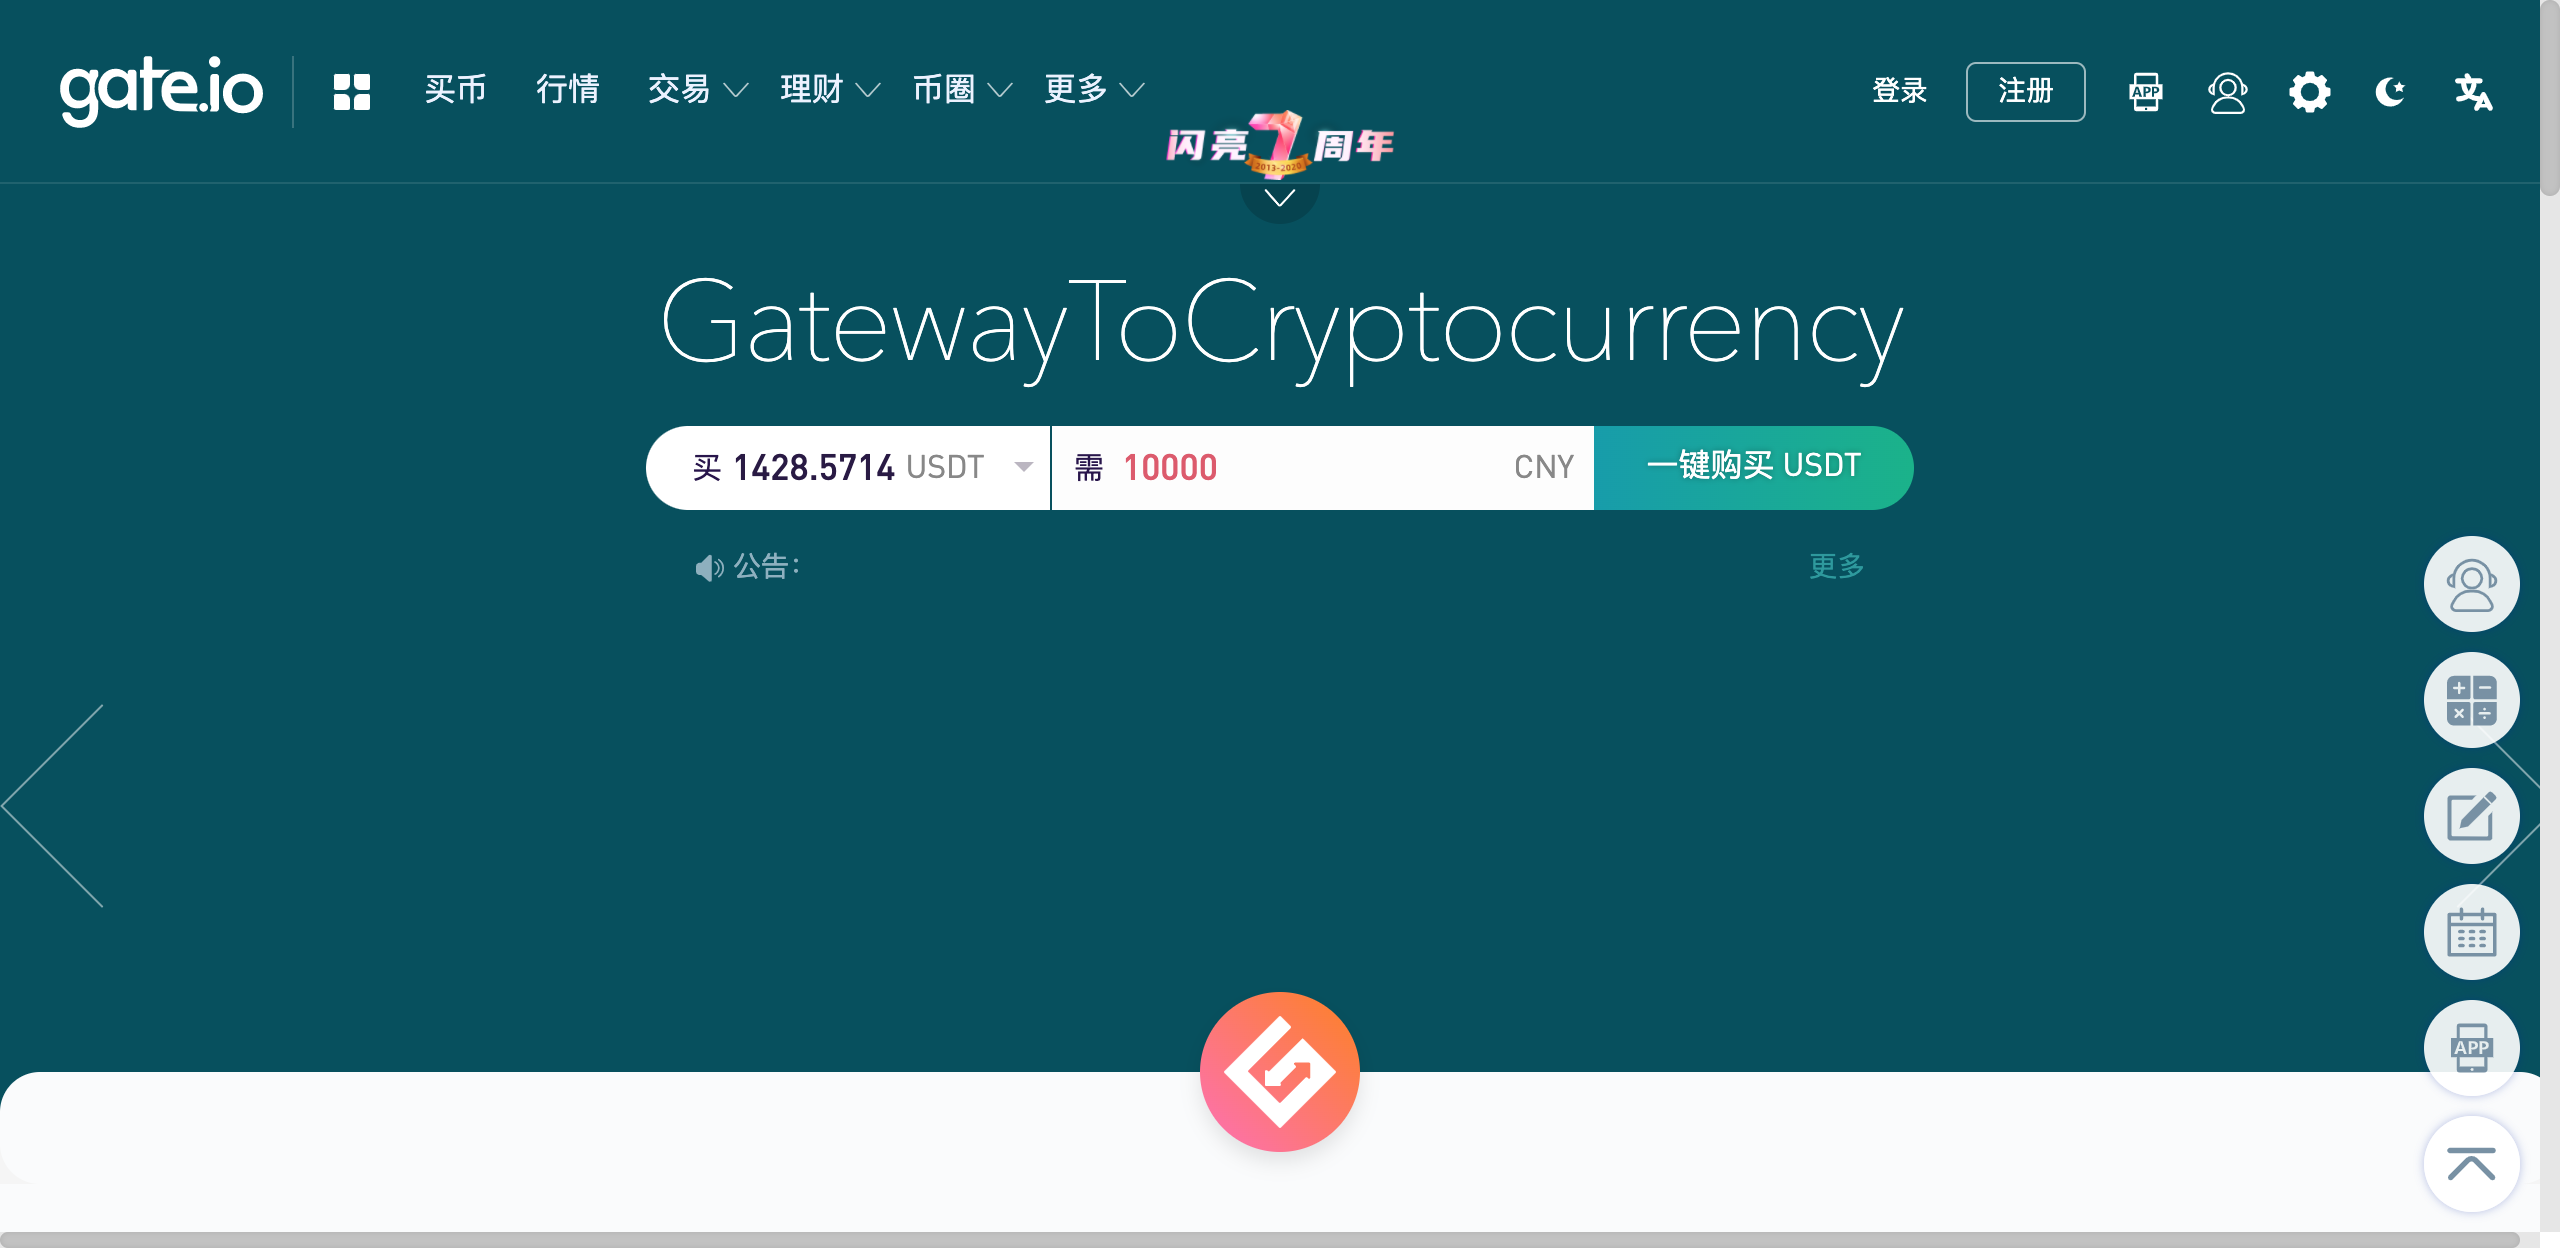 gate.io
买币 行情 交易 理财 币圈 更多
登录 注册 APP
闪亮7周年
2013-2020
GatewayToCryptocurrency
买 1428.5714 USDT 需 10000 CNY 一键购买 USDT
公告: 更多
APP